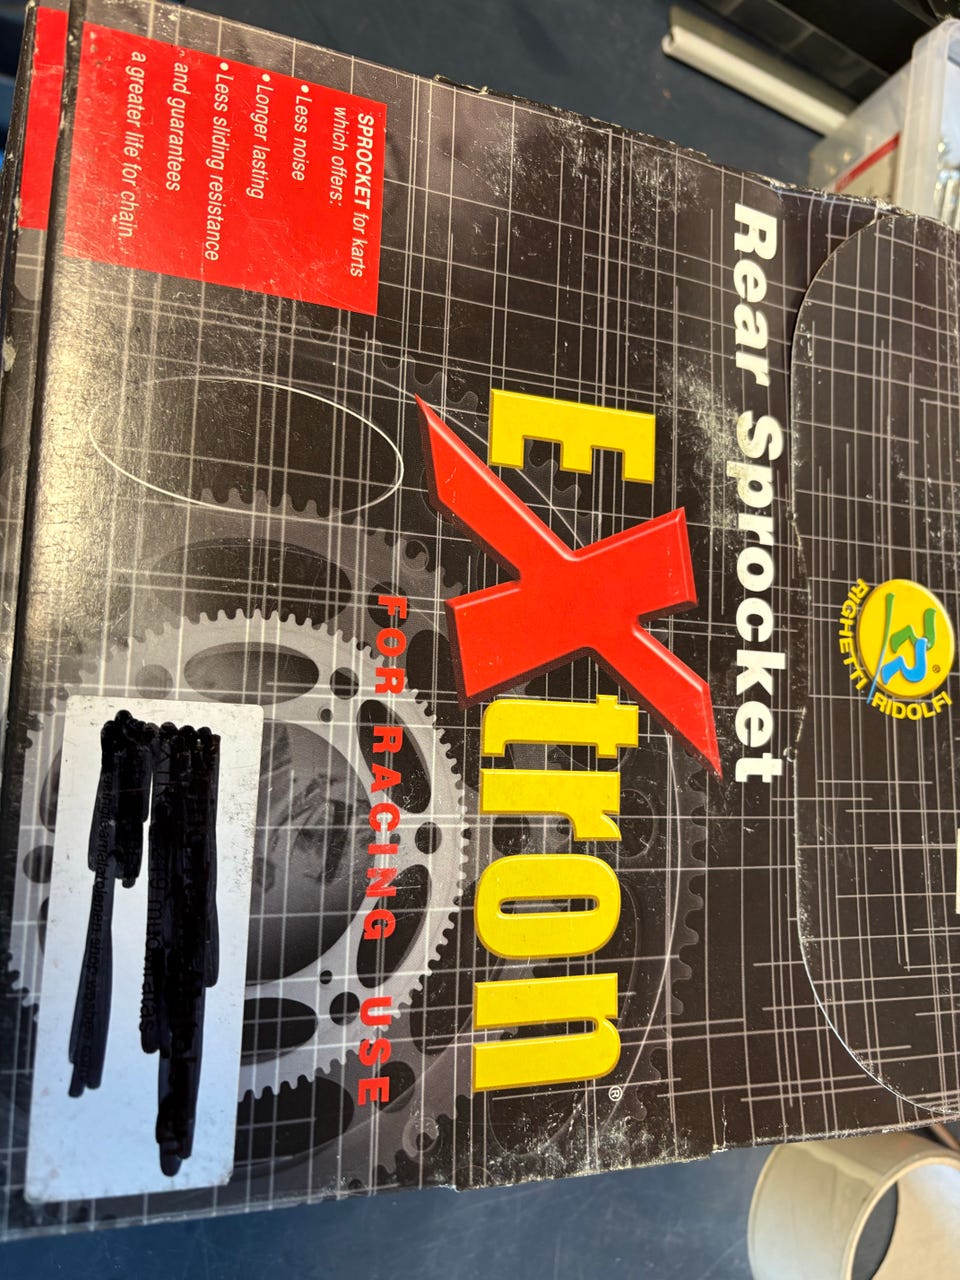 RIGHETTI RIDOLFI
RR®
Rear Sprocket
EXtron®
FOR RACING USE
SPROCKET for karts
which offers:
• Less noise
• Longer lasting
• Less sliding resistance
and guarantees
a greater life for chain.